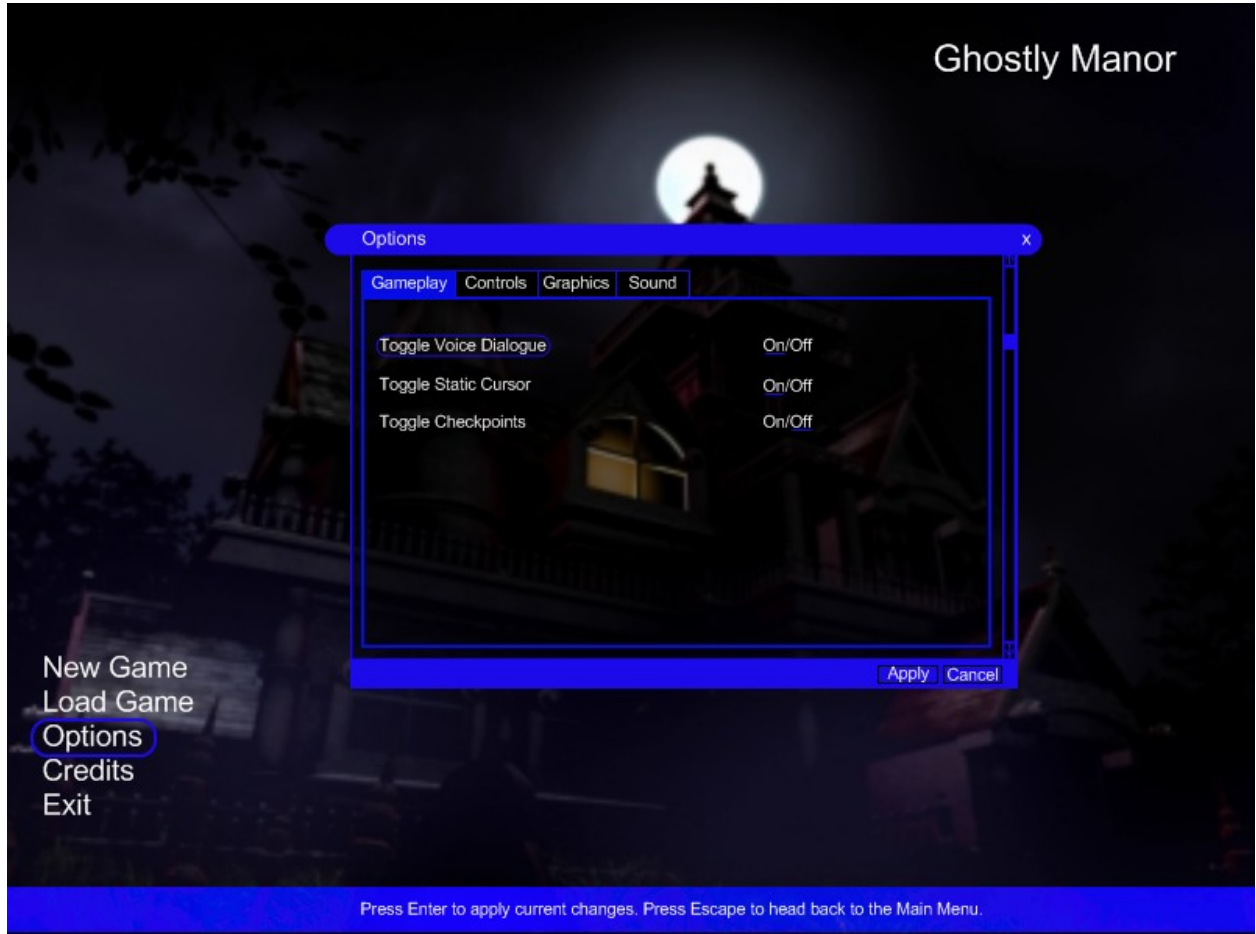 Ghostly Manor
Options x
Gameplay Controls Graphics Sound
Toggle Voice Dialogue On/Off
Toggle Static Cursor On/Off
Toggle Checkpoints On/Off
Apply Cancel
New Game
Load Game
Options
Credits
Exit
Press Enter to apply current changes. Press Escape to head back to the Main Menu.